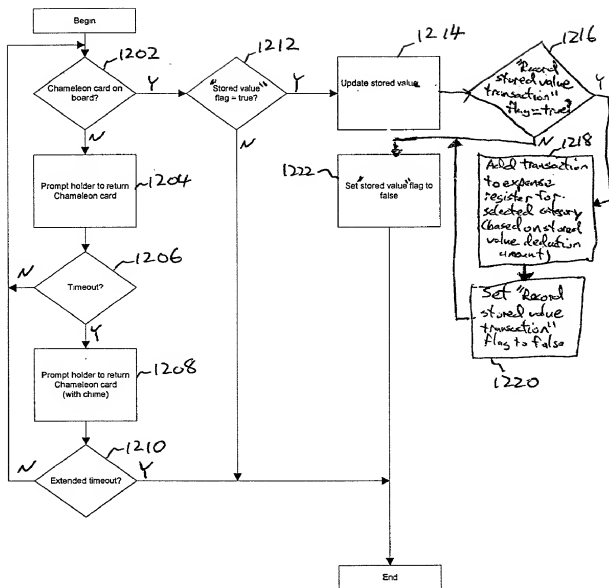 Begin
1202
Chameleon card on
board?
Y
N
1212
"Stored value"
flag = true?
Y
N
1214
Update stored value
1216
"Record
stored value
transaction"
flag = true?
Y
N
1204
Prompt holder to return
Chameleon card
1222
Set "stored value" flag to
false
1218
Add transaction
to expense
register for
selected category
(based on stored
value deduction
amount)
1206
Timeout?
N
Y
Set "Record
stored value
transaction"
flag to false
1220
1208
Prompt holder to return
Chameleon card
(with chime)
1210
Extended timeout?
N
Y
End